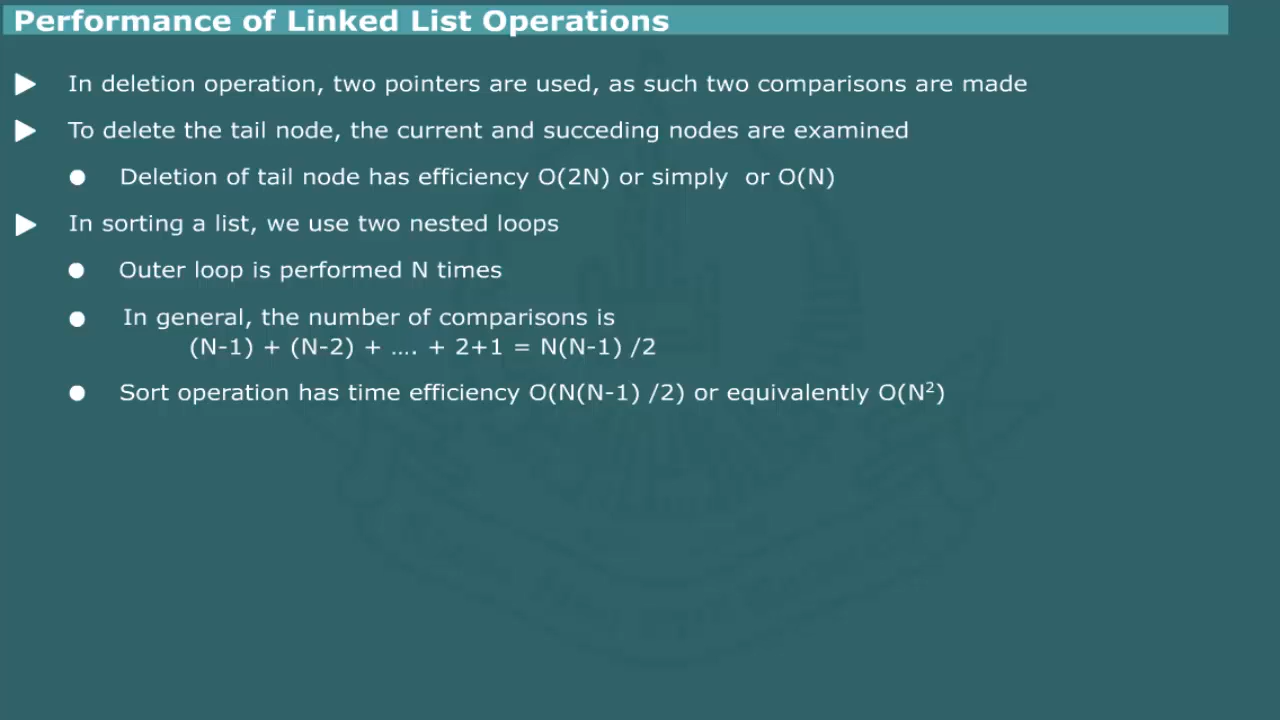 Performance of Linked List Operations
In deletion operation, two pointers are used, as such two comparisons are made
To delete the tail node, the current and succeding nodes are examined
Deletion of tail node has efficiency O(2N) or simply or O(N)
In sorting a list, we use two nested loops
Outer loop is performed N times
In general, the number of comparisons is
(N-1) + (N-2) + .... + 2+1 = N(N-1) /2
Sort operation has time efficiency O(N(N-1) /2) or equivalently O(N²)